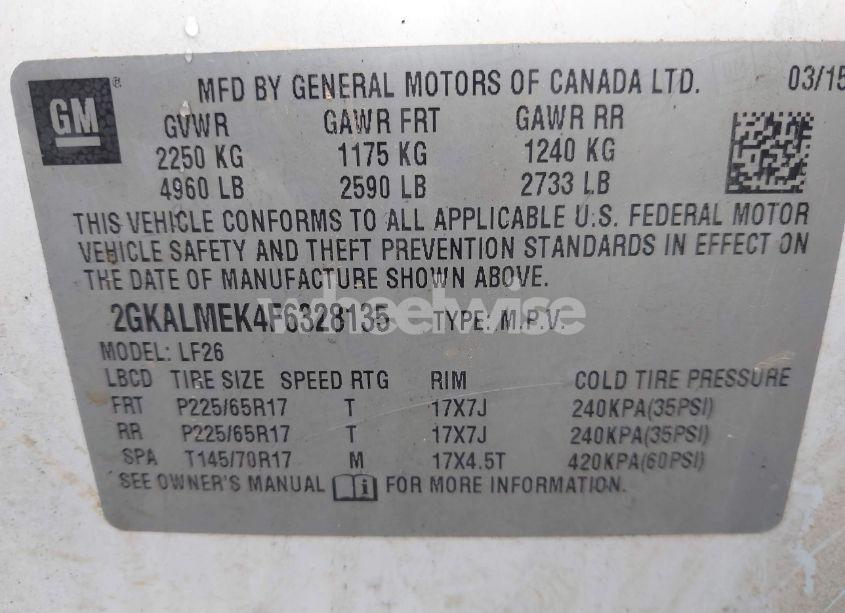 GM ®
MFD BY GENERAL MOTORS OF CANADA LTD. 03/15
GVWR GAWR FRT GAWR RR
2250 KG 1175 KG 1240 KG
4960 LB 2590 LB 2733 LB
THIS VEHICLE CONFORMS TO ALL APPLICABLE U.S. FEDERAL MOTOR
VEHICLE SAFETY AND THEFT PREVENTION STANDARDS IN EFFECT ON
THE DATE OF MANUFACTURE SHOWN ABOVE.
2GKALMEK4F6328135 TYPE: M.P.V.
wheelwise
MODEL: LF26
LBCD TIRE SIZE SPEED RTG RIM COLD TIRE PRESSURE
FRT P225/65R17 T 17X7J 240KPA(35PSI)
RR P225/65R17 T 17X7J 240KPA(35PSI)
SPA T145/70R17 M 17X4.5T 420KPA(60PSI)
SEE OWNER'S MANUAL i FOR MORE INFORMATION.